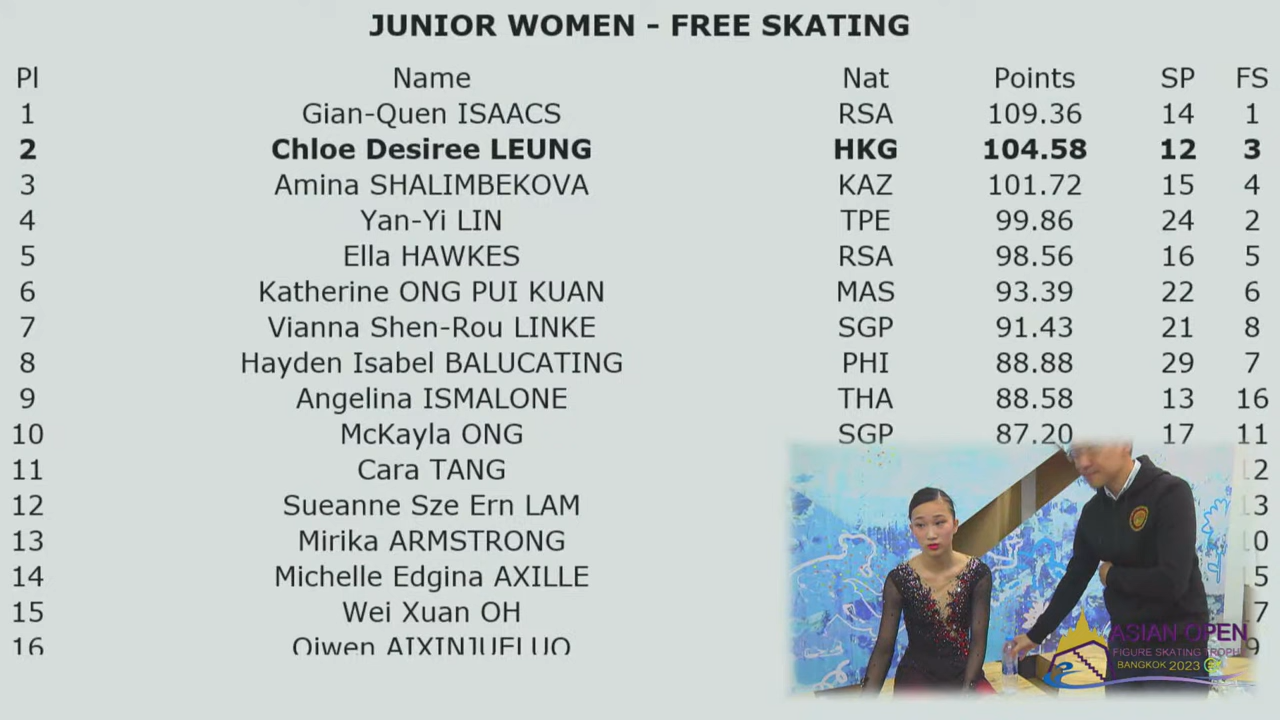 JUNIOR WOMEN - FREE SKATING
Pl Name Nat Points SP FS
1 Gian-Quen ISAACS RSA 109.36 14 1
2 Chloe Desiree LEUNG HKG 104.58 12 3
3 Amina SHALIMBEKOVA KAZ 101.72 15 4
4 Yan-Yi LIN TPE 99.86 24 2
5 Ella HAWKES RSA 98.56 16 5
6 Katherine ONG PUI KUAN MAS 93.39 22 6
7 Vianna Shen-Rou LINKE SGP 91.43 21 8
8 Hayden Isabel BALUCATING PHI 88.88 29 7
9 Angelina ISMALONE THA 88.58 13 16
10 McKayla ONG SGP 87.20 17 11
11 Cara TANG
12 Sueanne Sze Ern LAM
13 Mirika ARMSTRONG
14 Michelle Edgina AXILLE
15 Wei Xuan OH
16 Qiwen AIXINJUELUO
ASIAN OPEN
FIGURE SKATING TROPHY
BANGKOK 2023